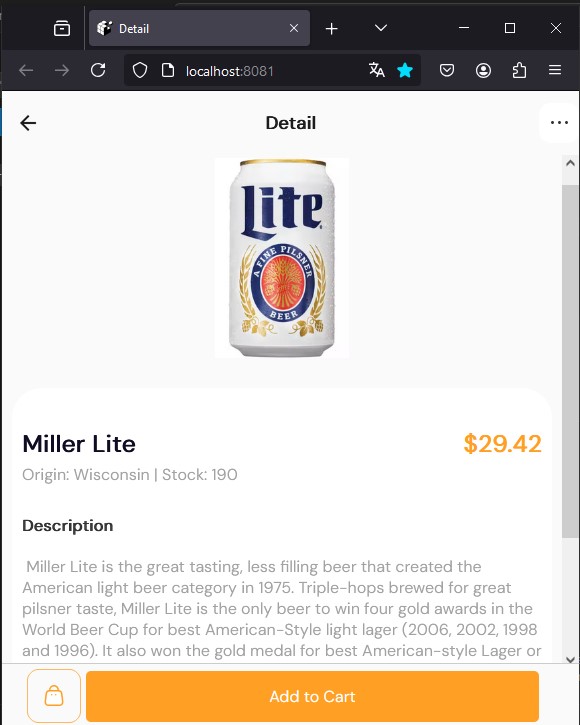 Detail
localhost:8081
Detail
Lite
A FINE PILSNER
BEER
Miller Lite
$29.42
Origin: Wisconsin | Stock: 190
Description
Miller Lite is the great tasting, less filling beer that created the
American light beer category in 1975. Triple-hops brewed for great
pilsner taste, Miller Lite is the only beer to win four gold awards in the
World Beer Cup for best American-Style light lager (2006, 2002, 1998
and 1996). It also won the gold medal for best American-style Lager or
Add to Cart